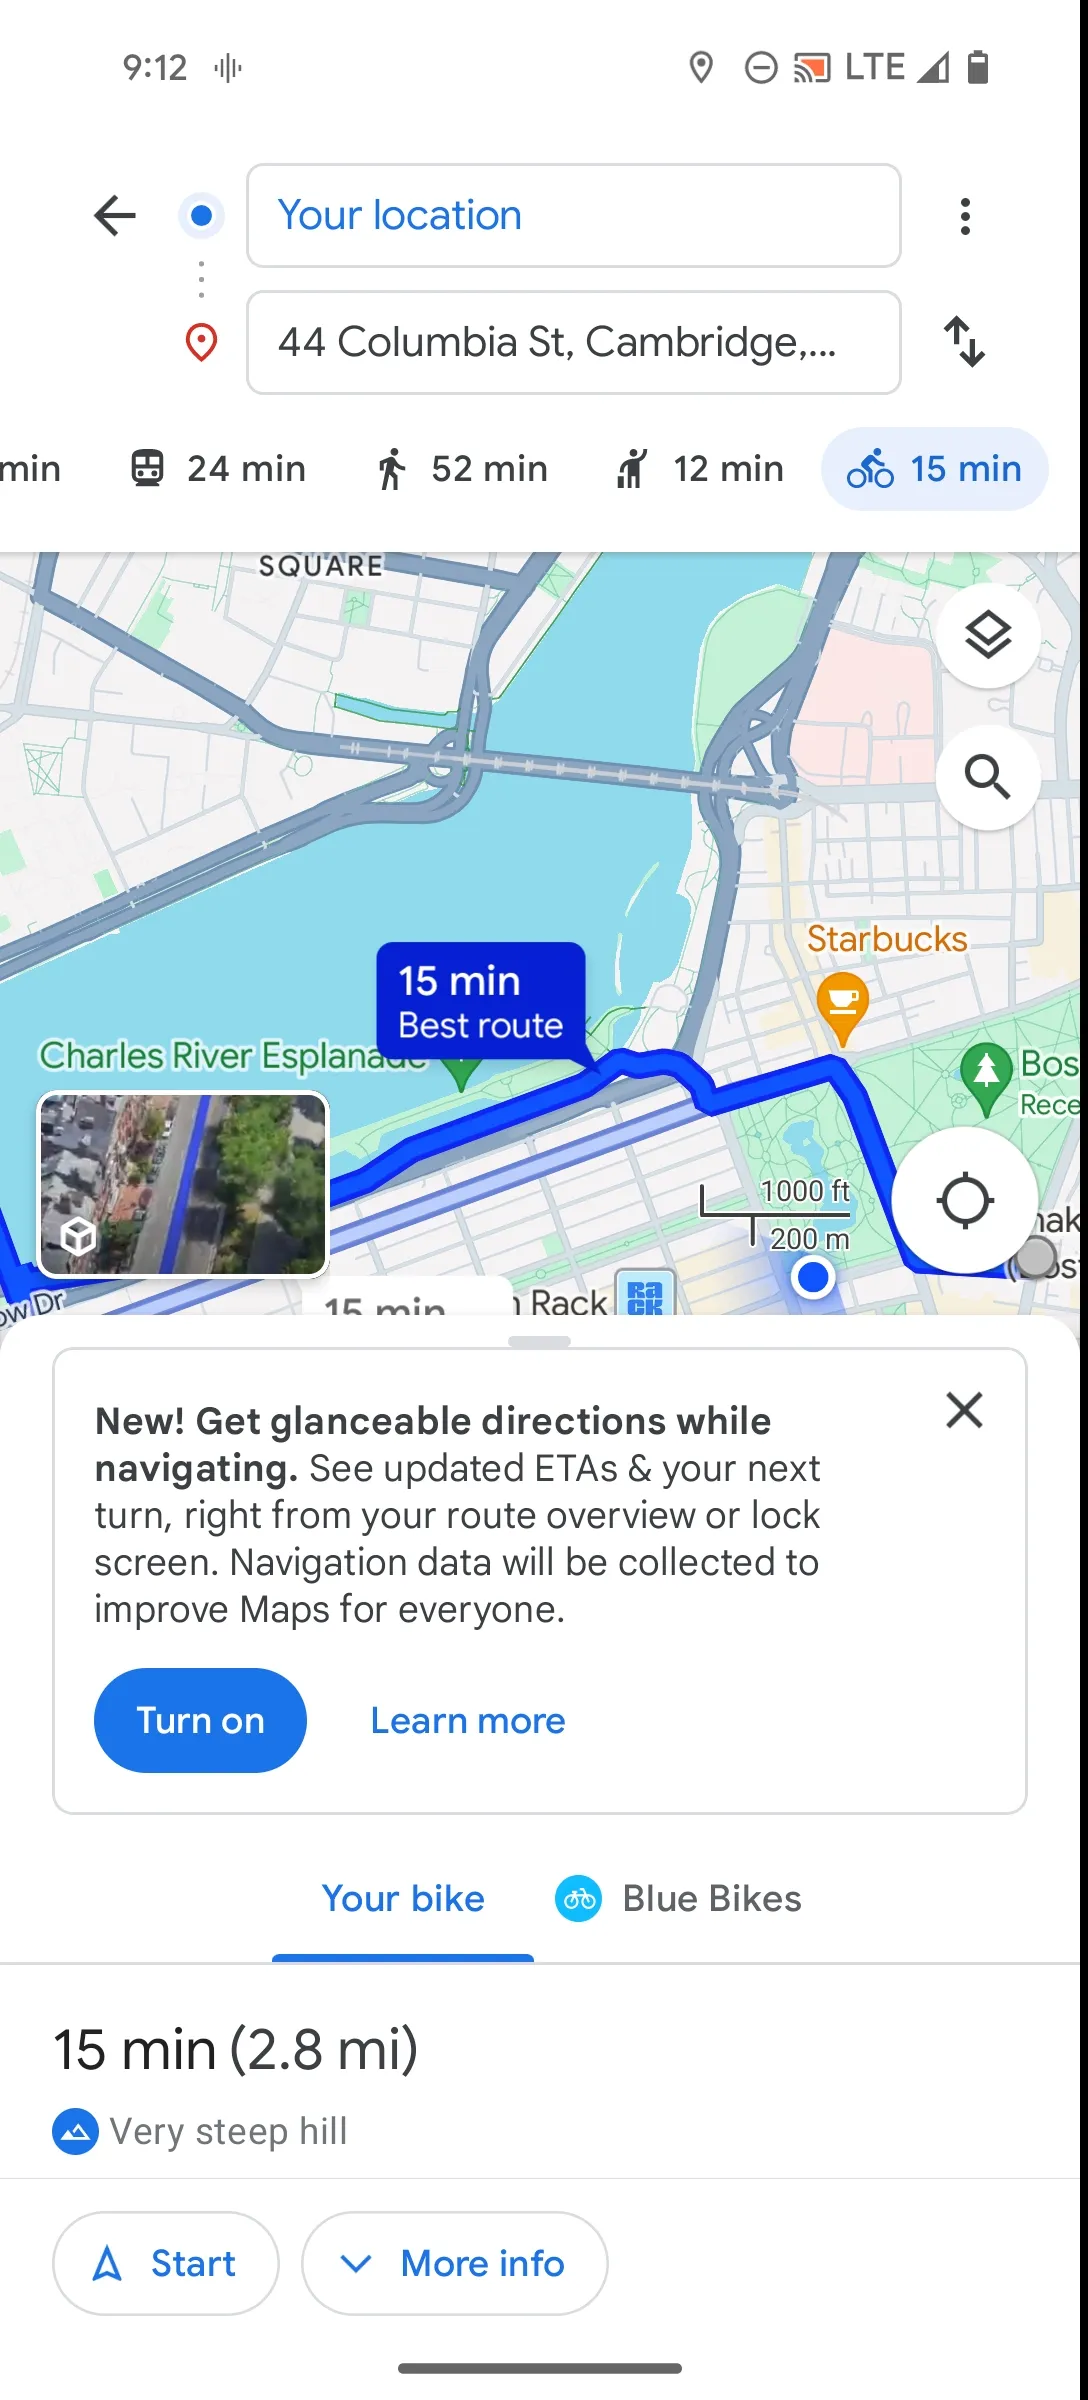 9:12
LTE
Your location
44 Columbia St, Cambridge,...
min
24 min
52 min
12 min
15 min
SQUARE
Starbucks
15 min
Best route
Charles River Esplanade
Bos
Rece
1000 ft
200 m
ow Dr
15 min
Rack
New! Get glanceable directions while
navigating. See updated ETAs & your next
turn, right from your route overview or lock
screen. Navigation data will be collected to
improve Maps for everyone.
Turn on
Learn more
Your bike
Blue Bikes
15 min (2.8 mi)
Very steep hill
Start
More info